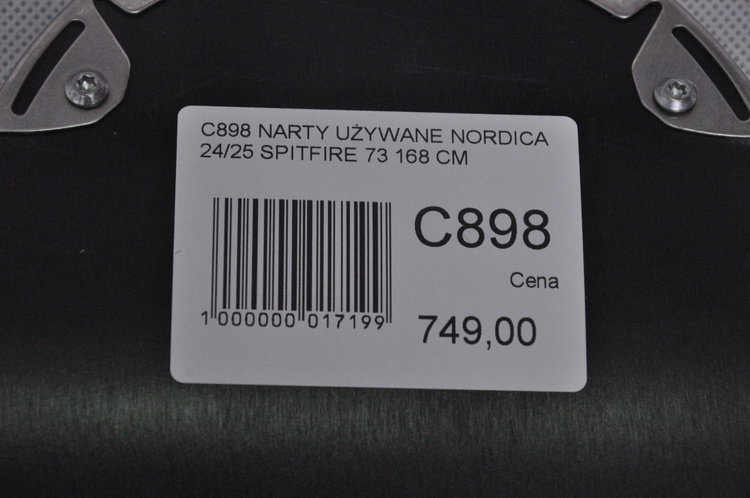 C898 NARTY UŻYWANE NORDICA
24/25 SPITFIRE 73 168 CM
C898
Cena
749,00
1 000000 017199